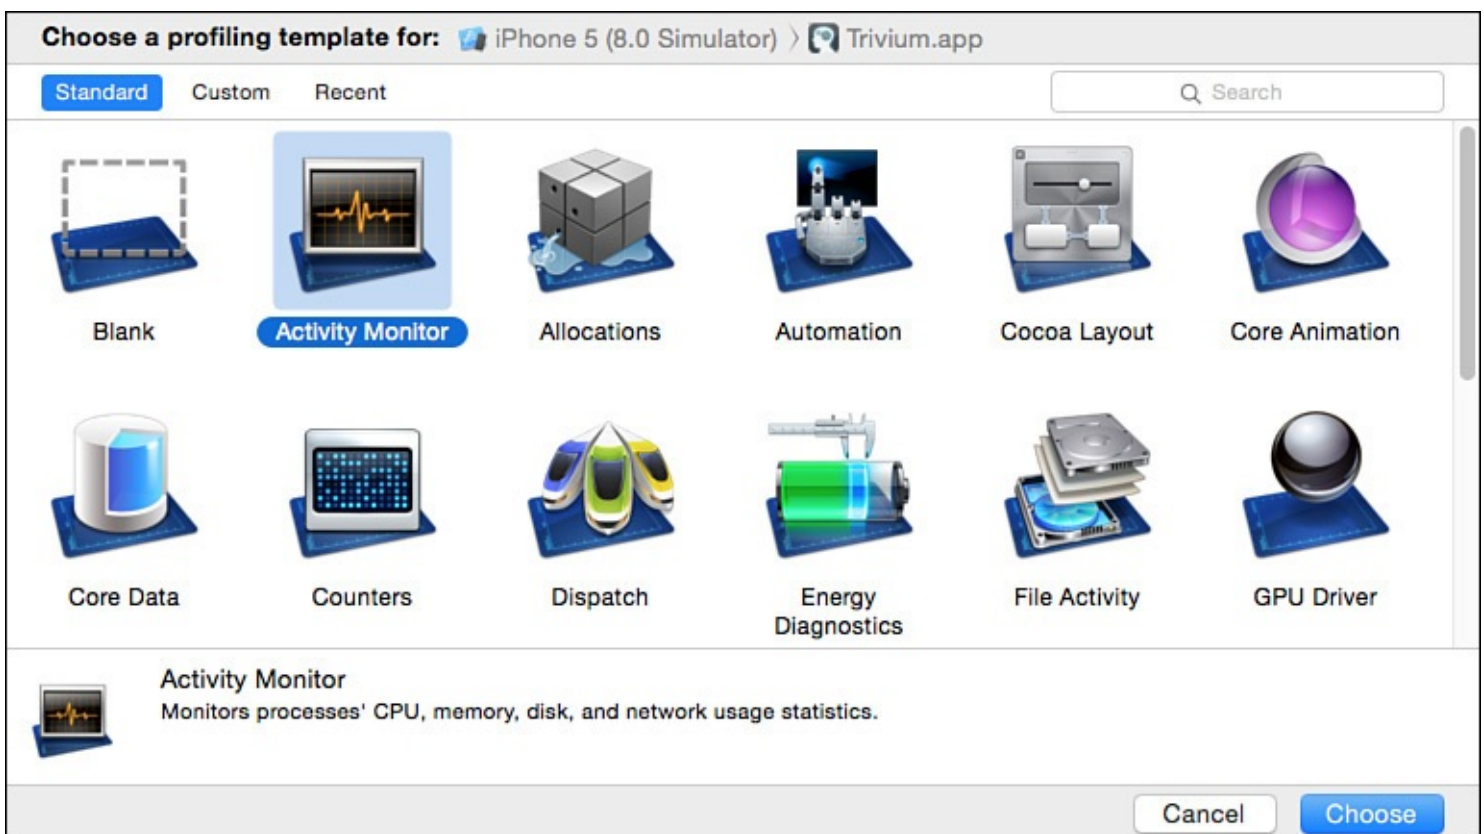 Choose a profiling template for: iPhone 5 (8.0 Simulator) Trivium.app
Standard Custom Recent Search
Blank Activity Monitor Allocations Automation Cocoa Layout Core Animation
Core Data Counters Dispatch Energy File Activity GPU Driver
Diagnostics
Activity Monitor
Monitors processes' CPU, memory, disk, and network usage statistics.
Cancel Choose